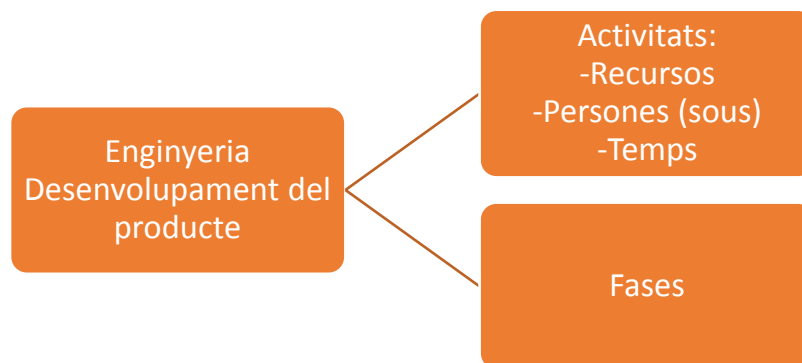 Enginyeria
Desenvolupament del
producte
Activitats:
-Recursos
-Persones (sous)
-Temps
Fases